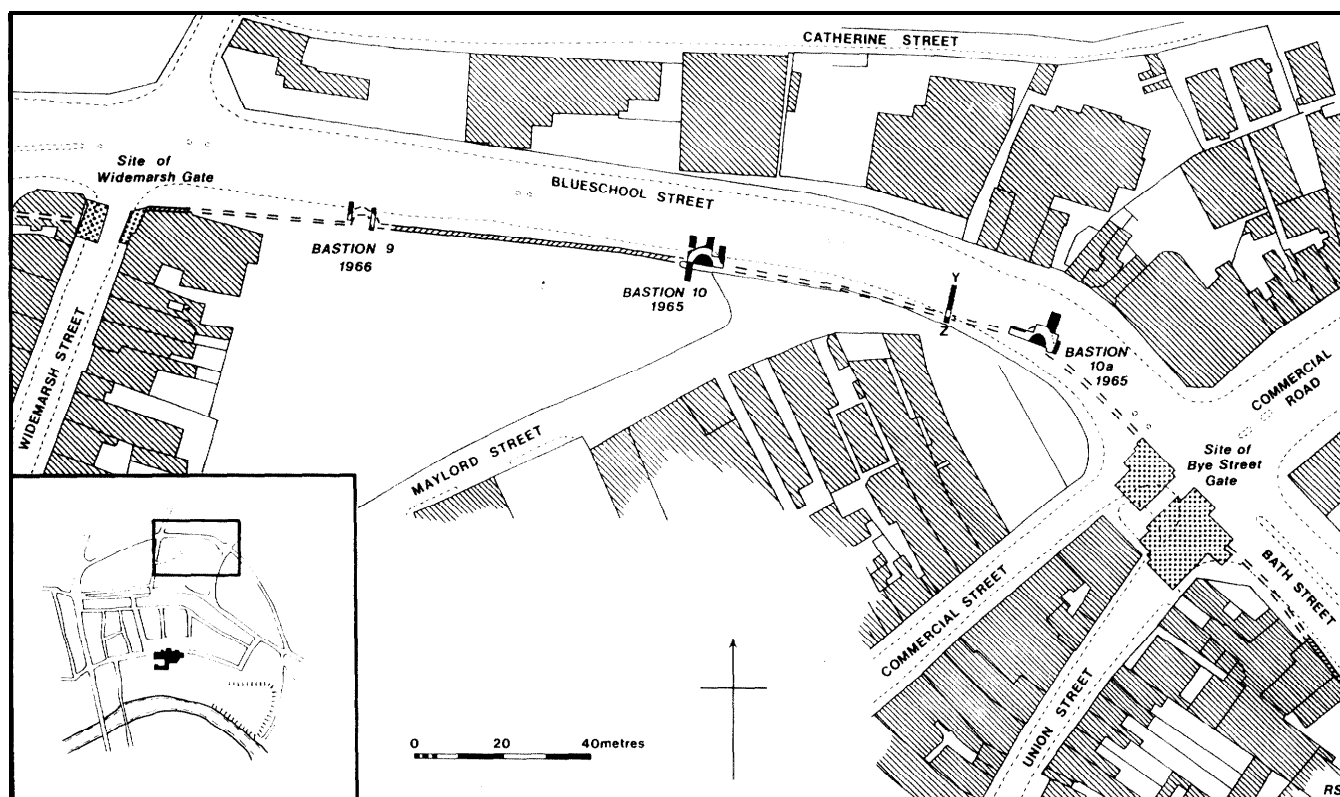 CATHERINE STREET
Site of
Widemarsh Gate
BLUESCHOOL STREET
BASTION 9
1966
BASTION 10
1965
Y
Z
BASTION
10a
1965
WIDEMARSH STREET
COMMERCIAL
ROAD
MAYLORD STREET
Site of
Bye Street
Gate
BATH STREET
COMMERCIAL STREET
UNION STREET
0 20 40metres
RS